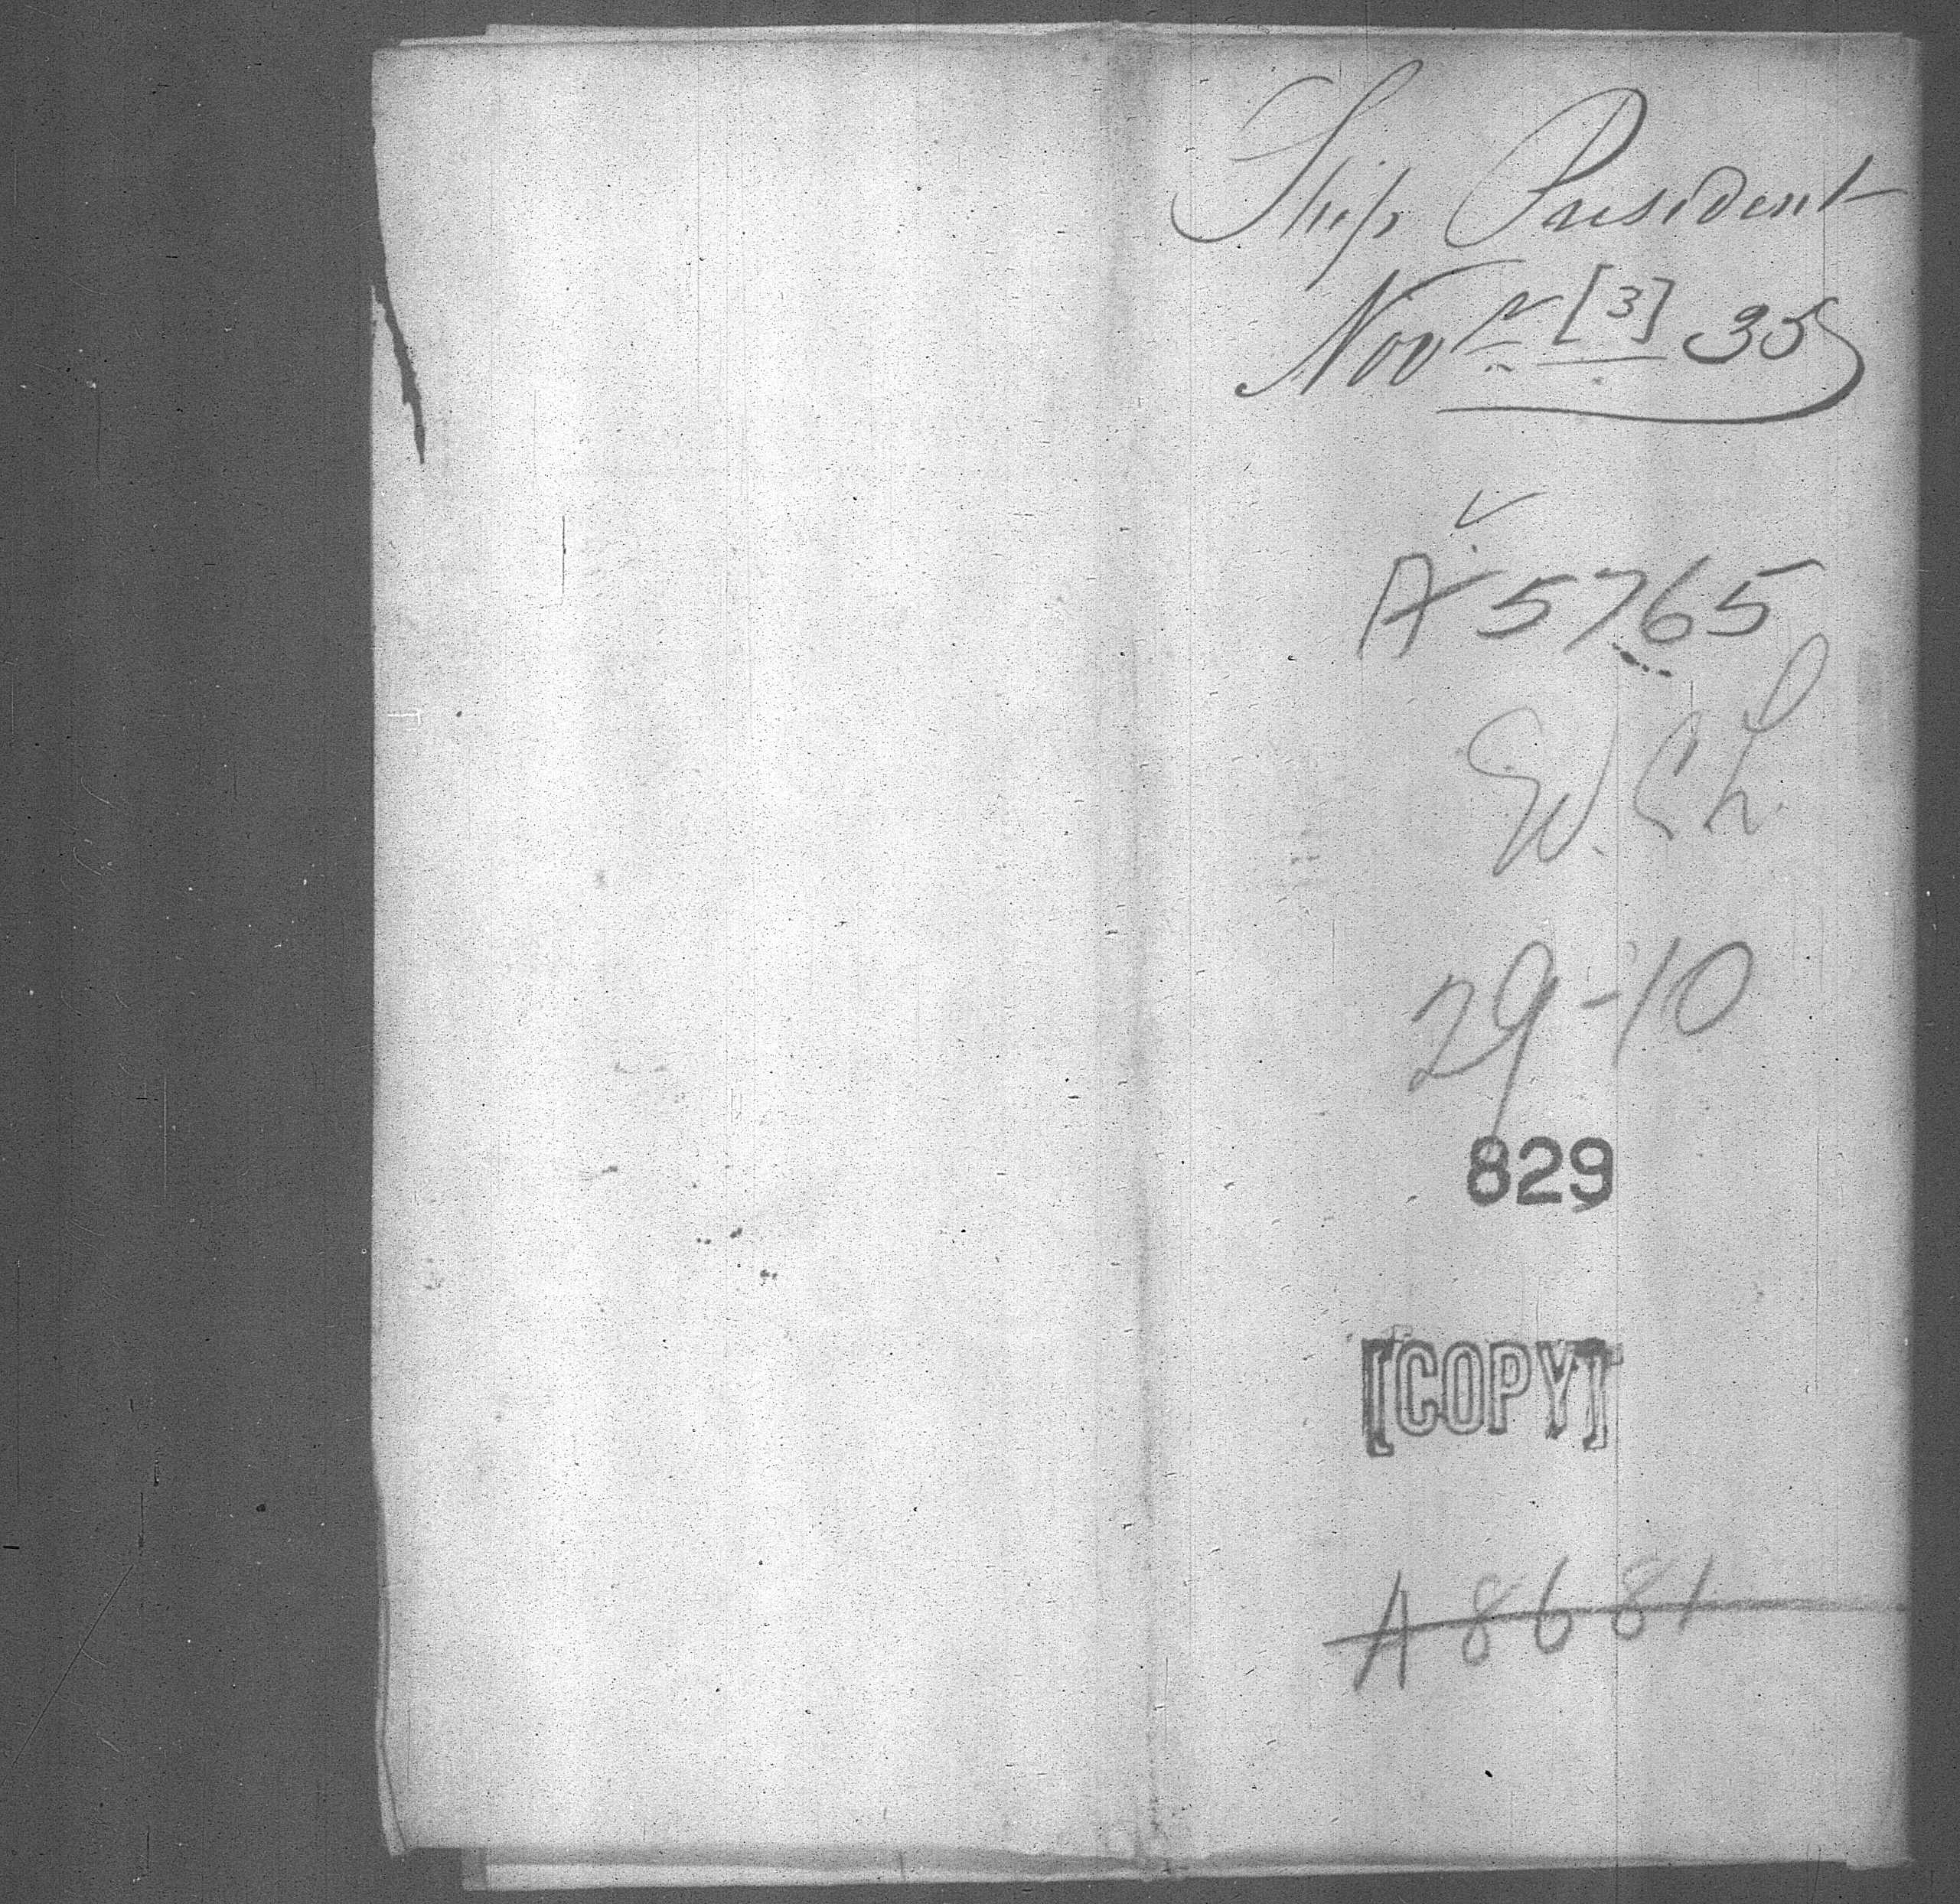 Ship President
Novr [3] 35
A 5765
W. C. L.
29-10
829
[COPY]
A 8681